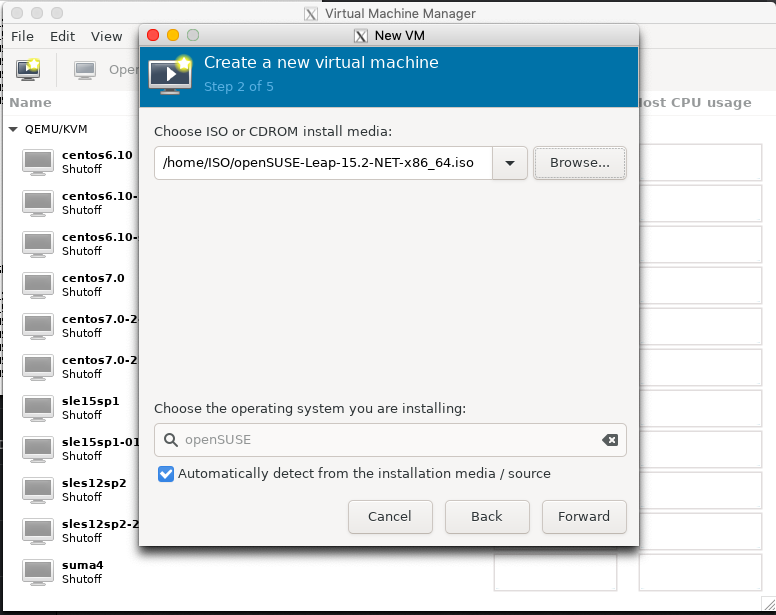 Virtual Machine Manager
File Edit View
New VM
Create a new virtual machine
Step 2 of 5
Name
QEMU/KVM
centos6.10
Shutoff
centos6.10-
Shutoff
centos6.10-
Shutoff
centos7.0
Shutoff
centos7.0-2
Shutoff
centos7.0-2
Shutoff
sle15sp1
Shutoff
sle15sp1-01
Shutoff
sles12sp2
Shutoff
sles12sp2-2
Shutoff
suma4
Shutoff
CPU usage
Choose ISO or CDROM install media:
/home/ISO/openSUSE-Leap-15.2-NET-x86_64.iso
Browse...
Choose the operating system you are installing:
openSUSE
Automatically detect from the installation media / source
Cancel Back Forward